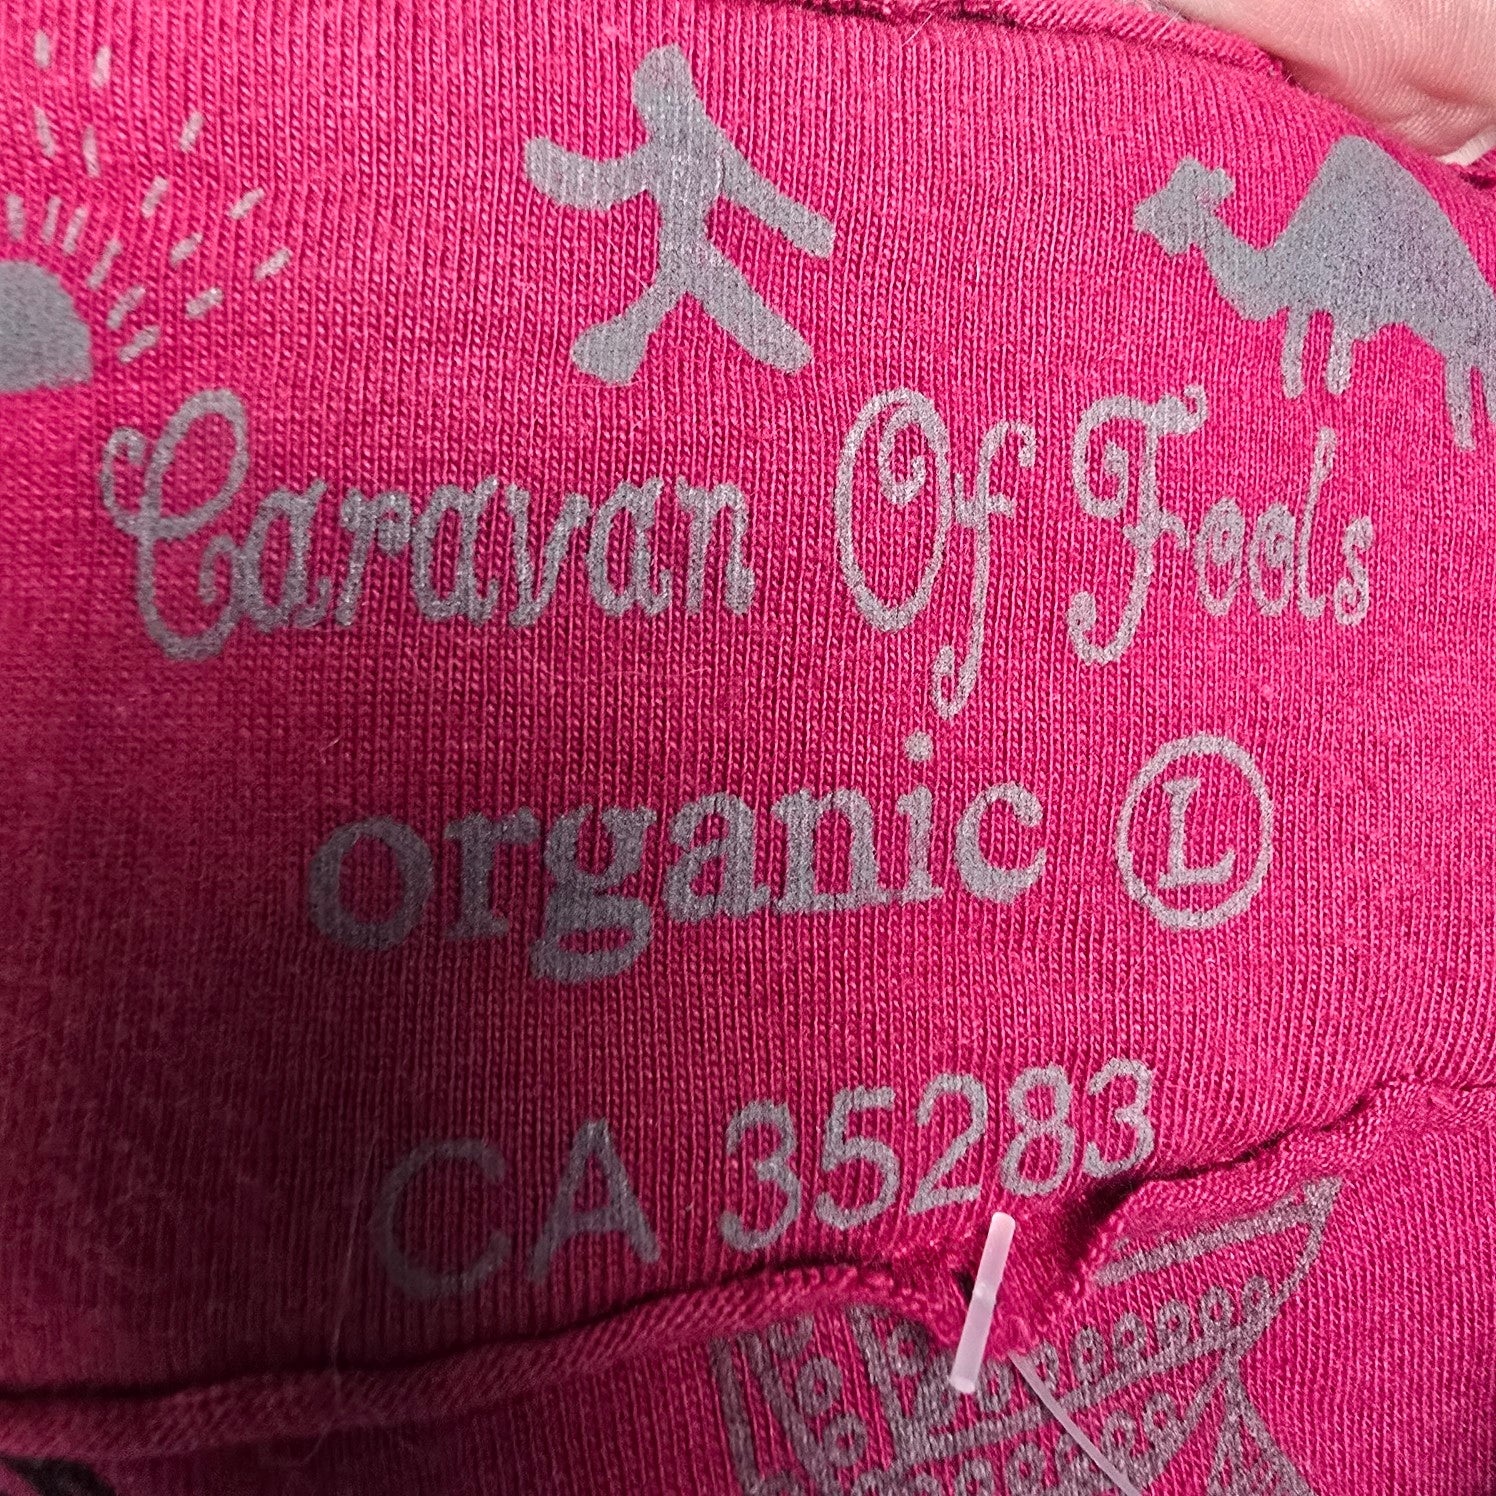 Caravan Of Fools
organic Ⓛ
CA 35283